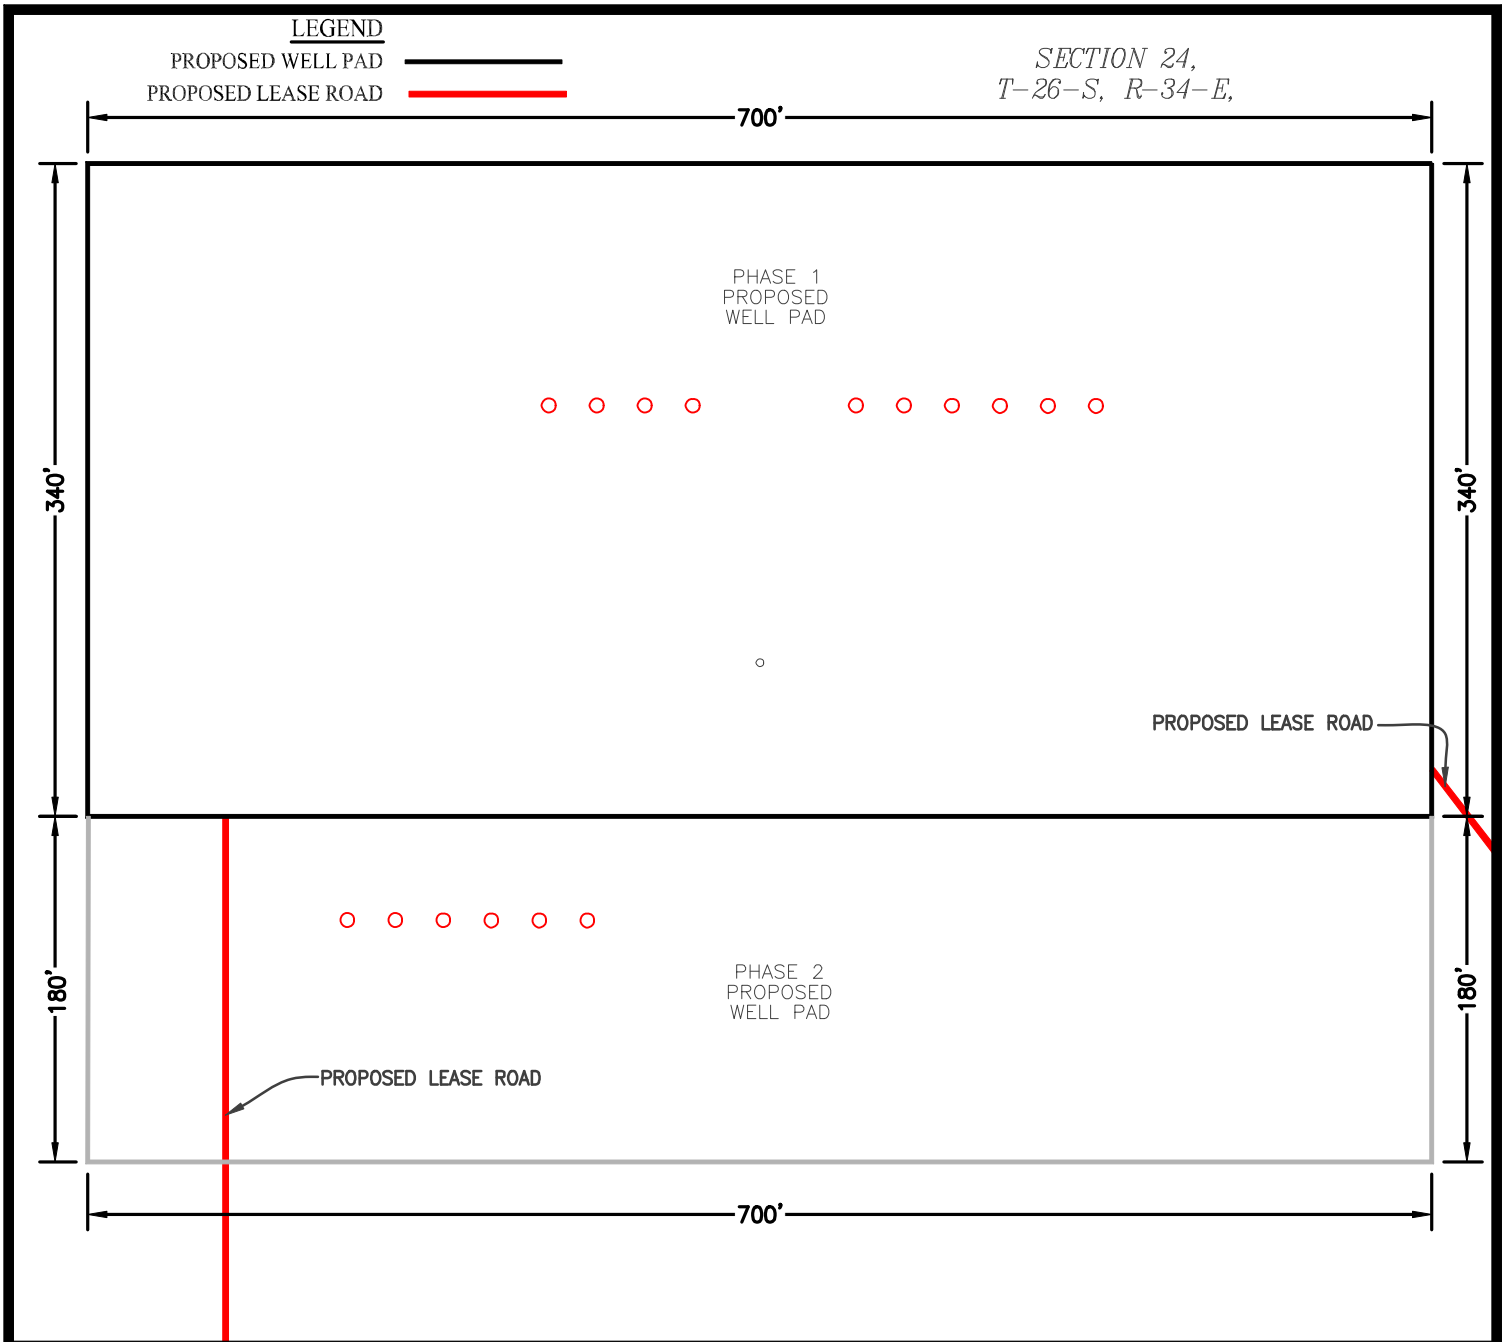 LEGEND
PROPOSED WELL PAD
PROPOSED LEASE ROAD
SECTION 24,
T-26-S, R-34-E,
700'
340'
340'
PHASE 1
PROPOSED
WELL PAD
PROPOSED LEASE ROAD
180'
180'
PHASE 2
PROPOSED
WELL PAD
PROPOSED LEASE ROAD
700'